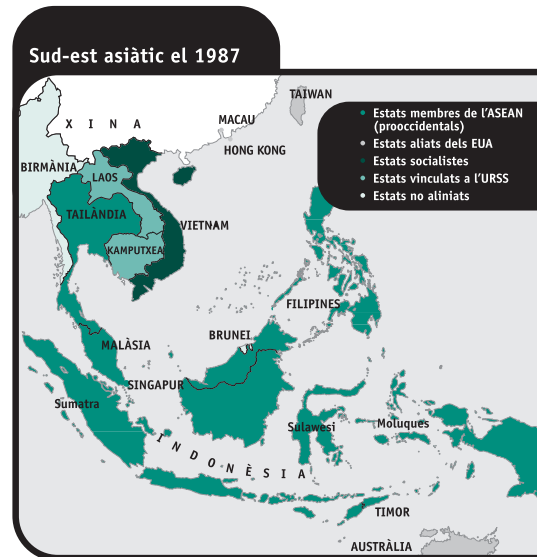 Sud-est asiàtic el 1987
TAIWAN
X I N A
MACAU
HONG KONG
Estats membres de l'ASEAN
(prooccidentals)
Estats aliats dels EUA
Estats socialistes
Estats vinculats a l'URSS
Estats no aliniats
BIRMÀNIA
LAOS
TAILÀNDIA
VIETNAM
KAMPUTXEA
FILIPINES
BRUNEI
MALÀSIA
SINGAPUR
Sumatra
Sulawesi
Moluques
I N D O N È S I A
TIMOR
AUSTRÀLIA